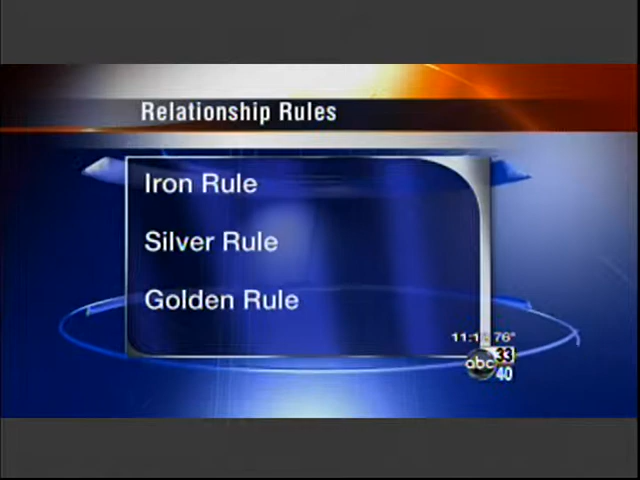 Relationship Rules
Iron Rule
Silver Rule
Golden Rule
76°
abc 33
40